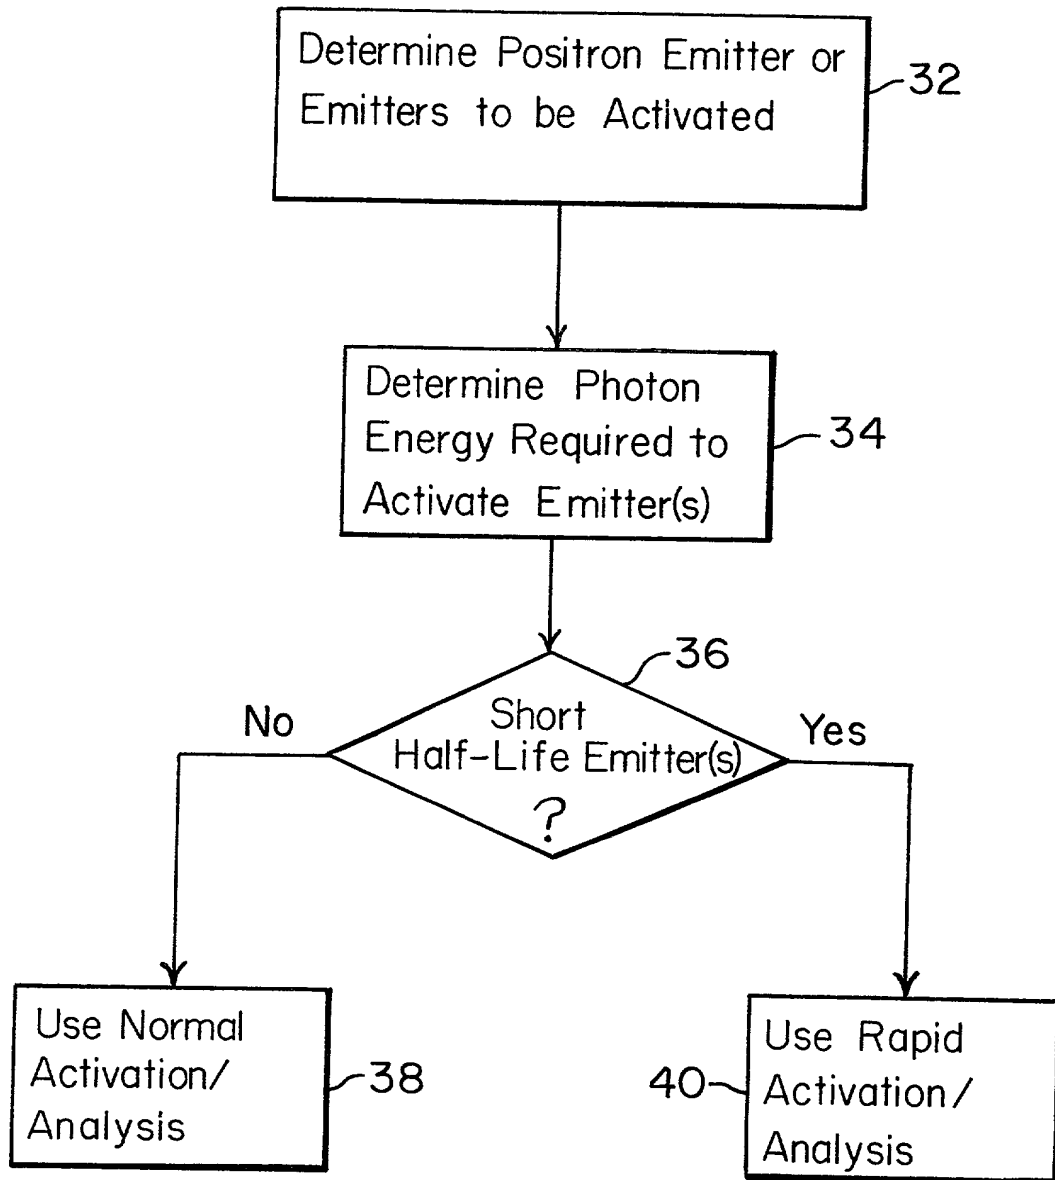 Determine Positron Emitter or
Emitters to be Activated
32
Determine Photon
Energy Required to
Activate Emitter(s)
34
36
Short
Half-Life Emitter(s)
?
No
Yes
Use Normal
Activation/
Analysis
38
40
Use Rapid
Activation/
Analysis